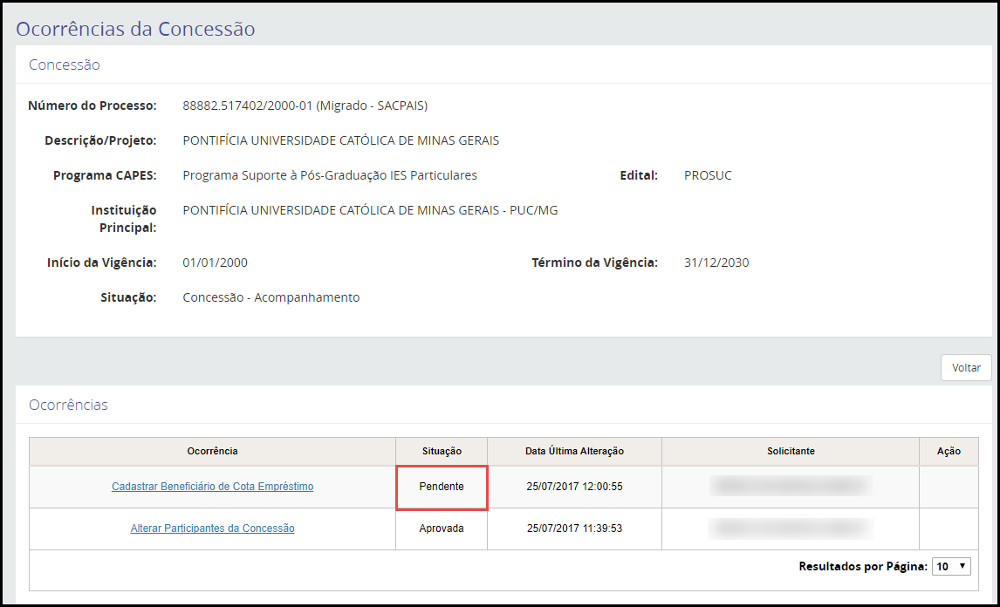 Ocorrências da Concessão
Concessão
Número do Processo: 88882.517402/2000-01 (Migrado - SACPAIS)
Descrição/Projeto: PONTIFÍCIA UNIVERSIDADE CATÓLICA DE MINAS GERAIS
Programa CAPES: Programa Suporte à Pós-Graduação IES Particulares Edital: PROSUC
Instituição Principal: PONTIFÍCIA UNIVERSIDADE CATÓLICA DE MINAS GERAIS - PUC/MG
Início da Vigência: 01/01/2000 Término da Vigência: 31/12/2030
Situação: Concessão - Acompanhamento
Voltar
Ocorrências
Ocorrência Situação Data Última Alteração Solicitante Ação
Cadastrar Beneficiário de Cota Empréstimo Pendente 25/07/2017 12:00:55
Alterar Participantes da Concessão Aprovada 25/07/2017 11:39:53
Resultados por Página: 10